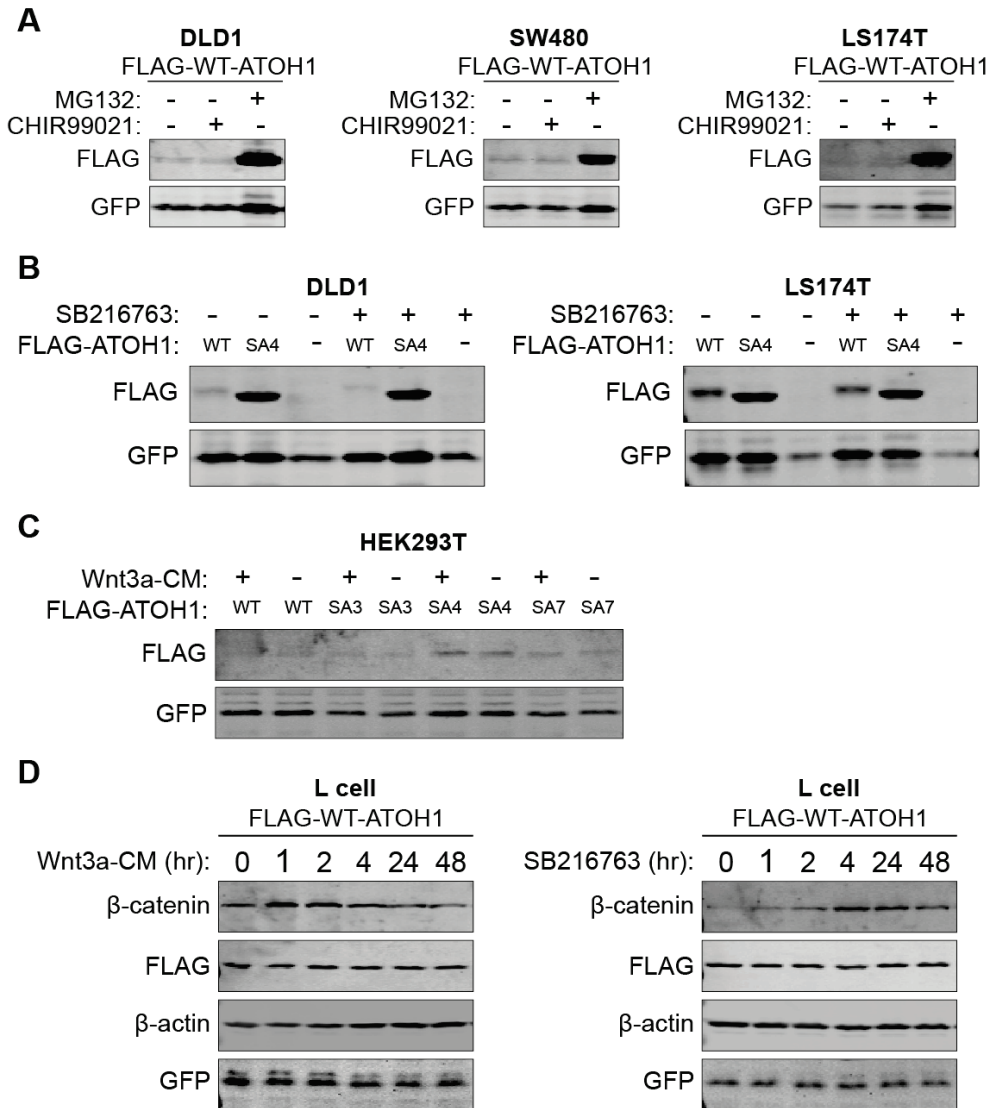 A
DLD1
FLAG-WT-ATOH1
MG132: - - +
CHIR99021: - + -
FLAG
GFP
SW480
FLAG-WT-ATOH1
MG132: - - +
CHIR99021: - + -
FLAG
GFP
LS174T
FLAG-WT-ATOH1
MG132: - - +
CHIR99021: - + -
FLAG
GFP
B
DLD1
SB216763: - - - + + +
FLAG-ATOH1: WT SA4 - WT SA4 -
FLAG
GFP
LS174T
SB216763: - - - + + +
FLAG-ATOH1: WT SA4 - WT SA4 -
FLAG
GFP
C
HEK293T
Wnt3a-CM: + - + - + - + -
FLAG-ATOH1: WT WT SA3 SA3 SA4 SA4 SA7 SA7
FLAG
GFP
D
L cell
FLAG-WT-ATOH1
Wnt3a-CM (hr): 0 1 2 4 24 48
β-catenin
FLAG
β-actin
GFP
L cell
FLAG-WT-ATOH1
SB216763 (hr): 0 1 2 4 24 48
β-catenin
FLAG
β-actin
GFP